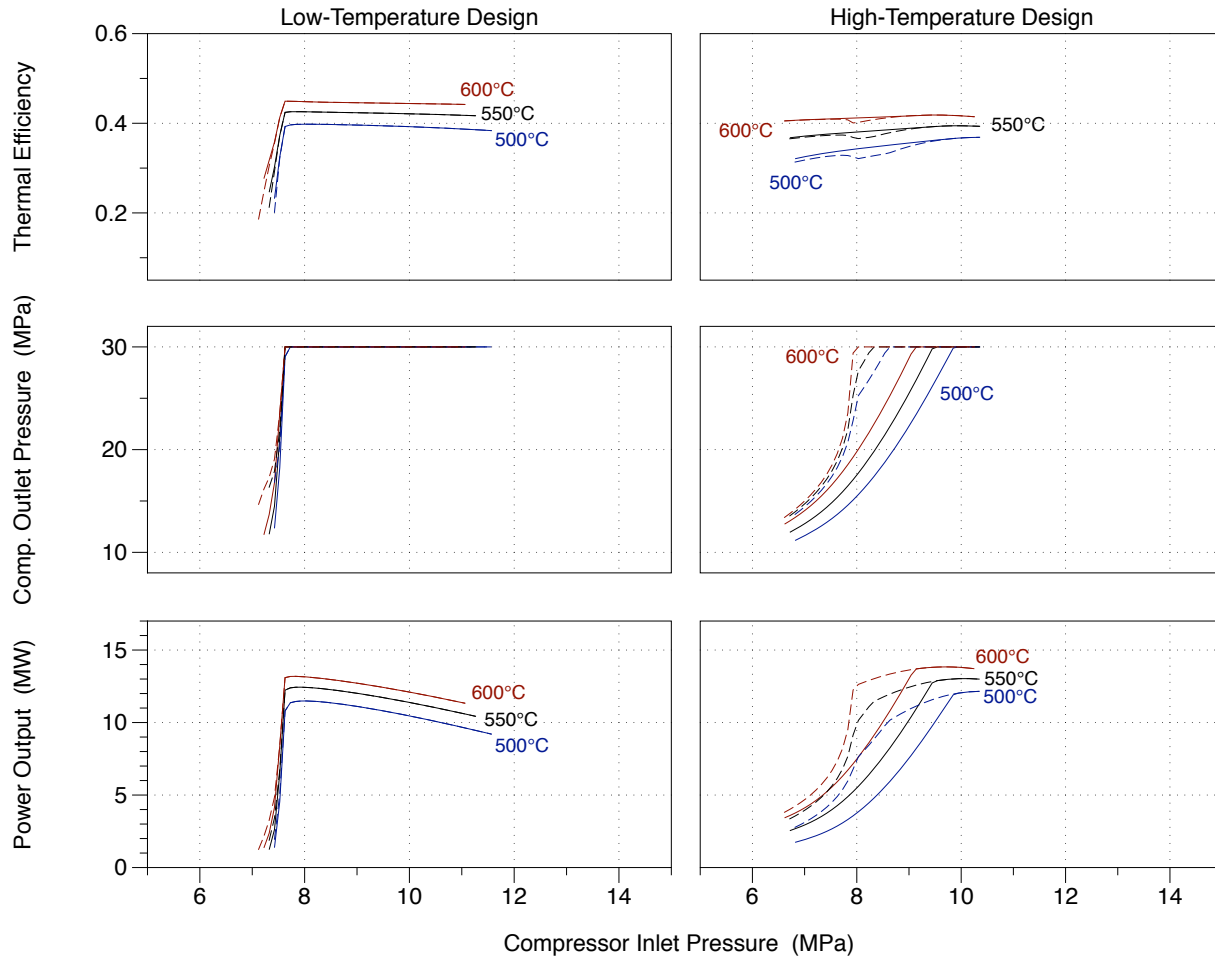 Low-Temperature Design
High-Temperature Design
Thermal Efficiency
0.6
0.4
0.2
600°C
550°C
500°C
600°C
550°C
500°C
Comp. Outlet Pressure (MPa)
30
20
10
600°C
500°C
Power Output (MW)
15
10
5
0
600°C
550°C
500°C
600°C
550°C
500°C
6 8 10 12 14
6 8 10 12 14
Compressor Inlet Pressure (MPa)